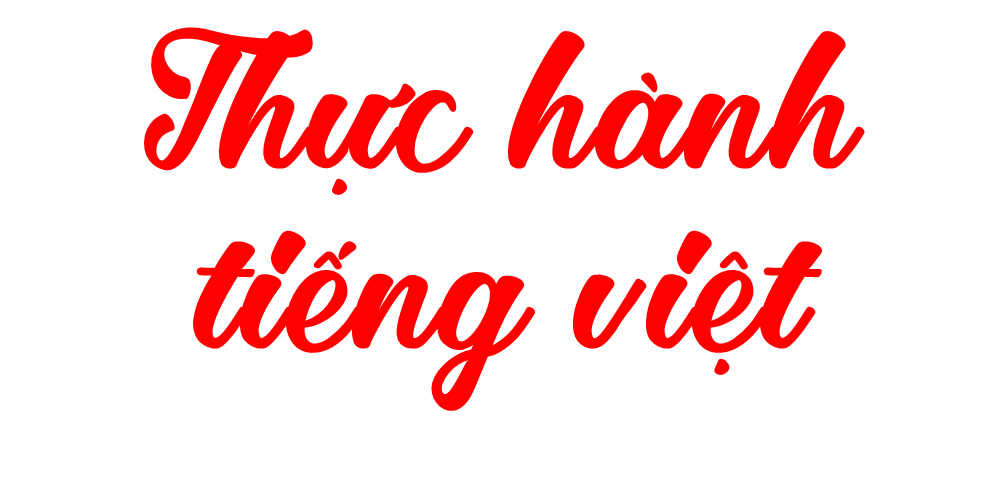 Thực hành
tiếng việt